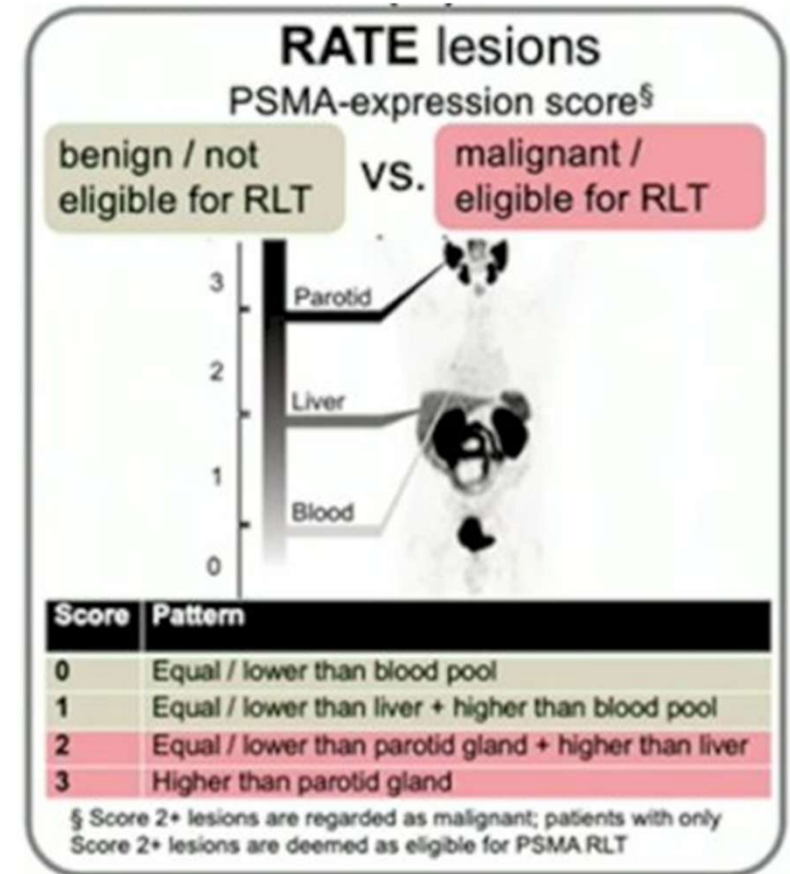 RATE lesions
PSMA-expression score§
benign / not
eligible for RLT
vs.
malignant /
eligible for RLT
3
Parotid
2
Liver
1
Blood
0
Score Pattern
0 Equal / lower than blood pool
1 Equal / lower than liver + higher than blood pool
2 Equal / lower than parotid gland + higher than liver
3 Higher than parotid gland
§ Score 2+ lesions are regarded as malignant; patients with only
Score 2+ lesions are deemed as eligible for PSMA RLT